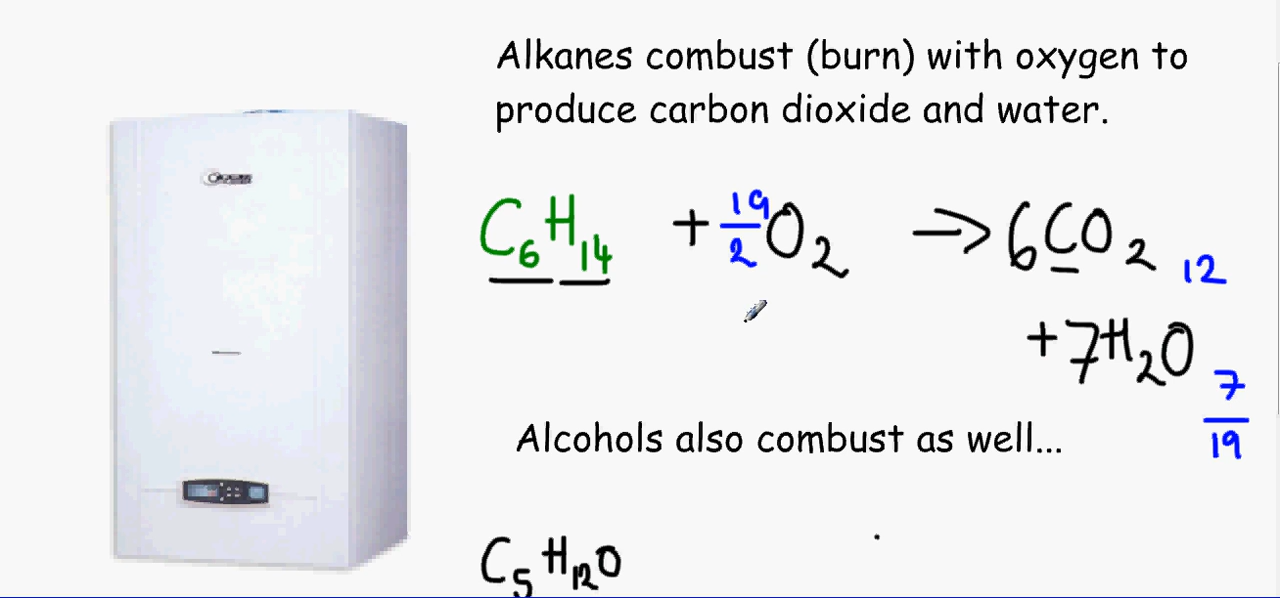 Alkanes combust (burn) with oxygen to
produce carbon dioxide and water.
C6H14 + 19/2 O2 → 6CO2 12
+7H2O 7
19
Alcohols also combust as well...
C5H12O